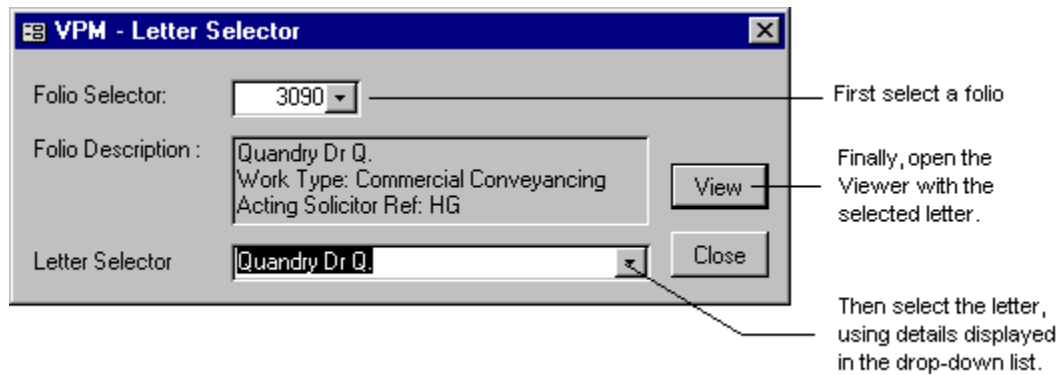 VPM - Letter Selector
Folio Selector:
3090
First select a folio
Folio Description :
Quandry Dr Q.
Work Type: Commercial Conveyancing
Acting Solicitor Ref: HG
View
Finally, open the
Viewer with the
selected letter.
Letter Selector
Quandry Dr Q.
Close
Then select the letter,
using details displayed
in the drop-down list.